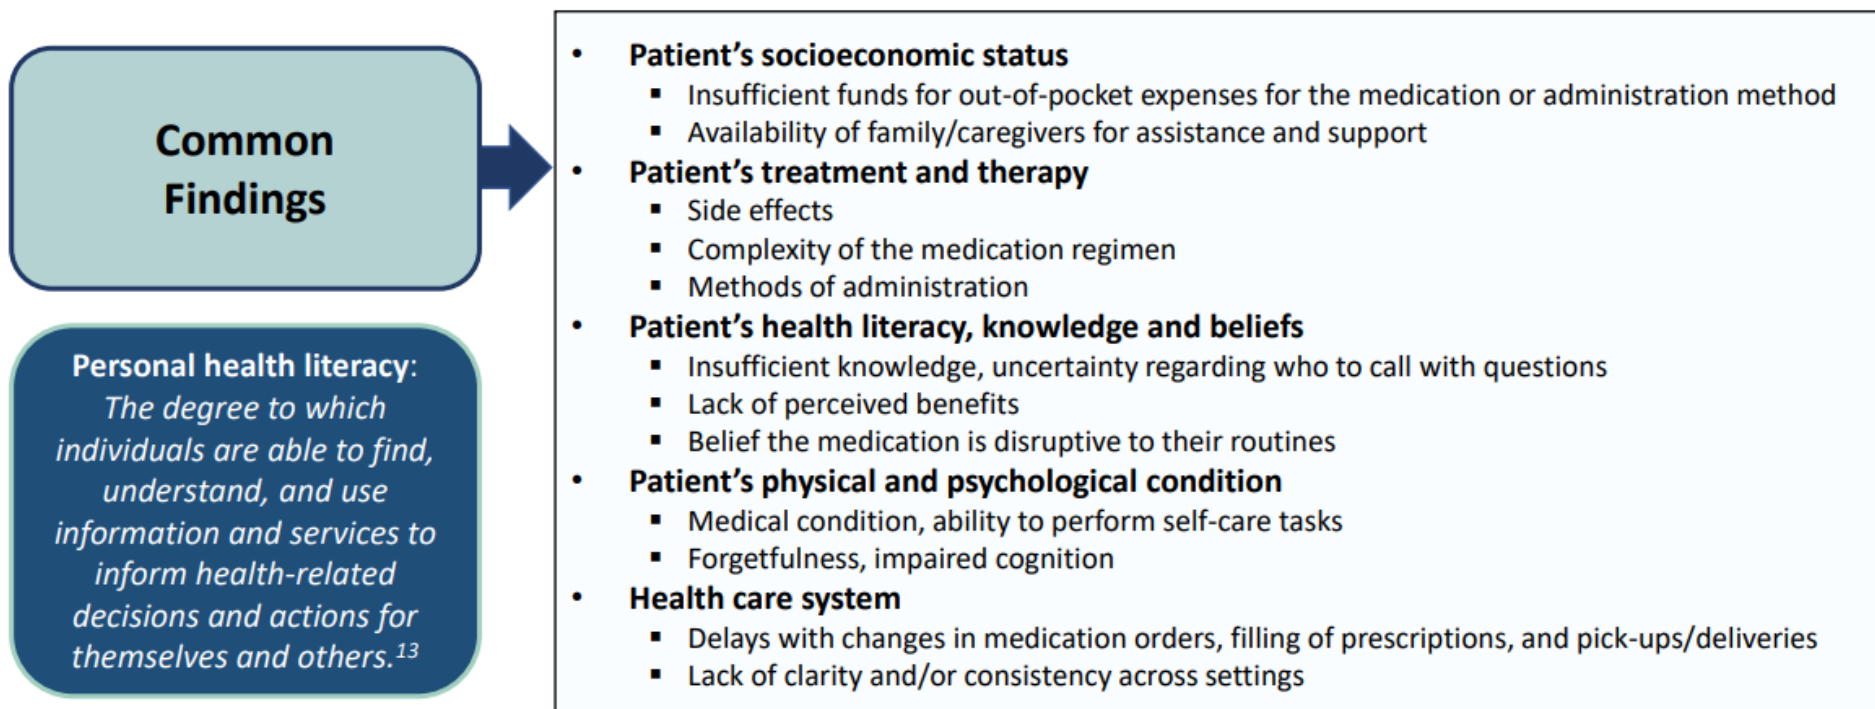 Common
Findings
Personal health literacy:
The degree to which
individuals are able to find,
understand, and use
information and services to
inform health-related
decisions and actions for
themselves and others.13
• Patient’s socioeconomic status
▪ Insufficient funds for out-of-pocket expenses for the medication or administration method
▪ Availability of family/caregivers for assistance and support
• Patient’s treatment and therapy
▪ Side effects
▪ Complexity of the medication regimen
▪ Methods of administration
• Patient’s health literacy, knowledge and beliefs
▪ Insufficient knowledge, uncertainty regarding who to call with questions
▪ Lack of perceived benefits
▪ Belief the medication is disruptive to their routines
• Patient’s physical and psychological condition
▪ Medical condition, ability to perform self-care tasks
▪ Forgetfulness, impaired cognition
• Health care system
▪ Delays with changes in medication orders, filling of prescriptions, and pick-ups/deliveries
▪ Lack of clarity and/or consistency across settings